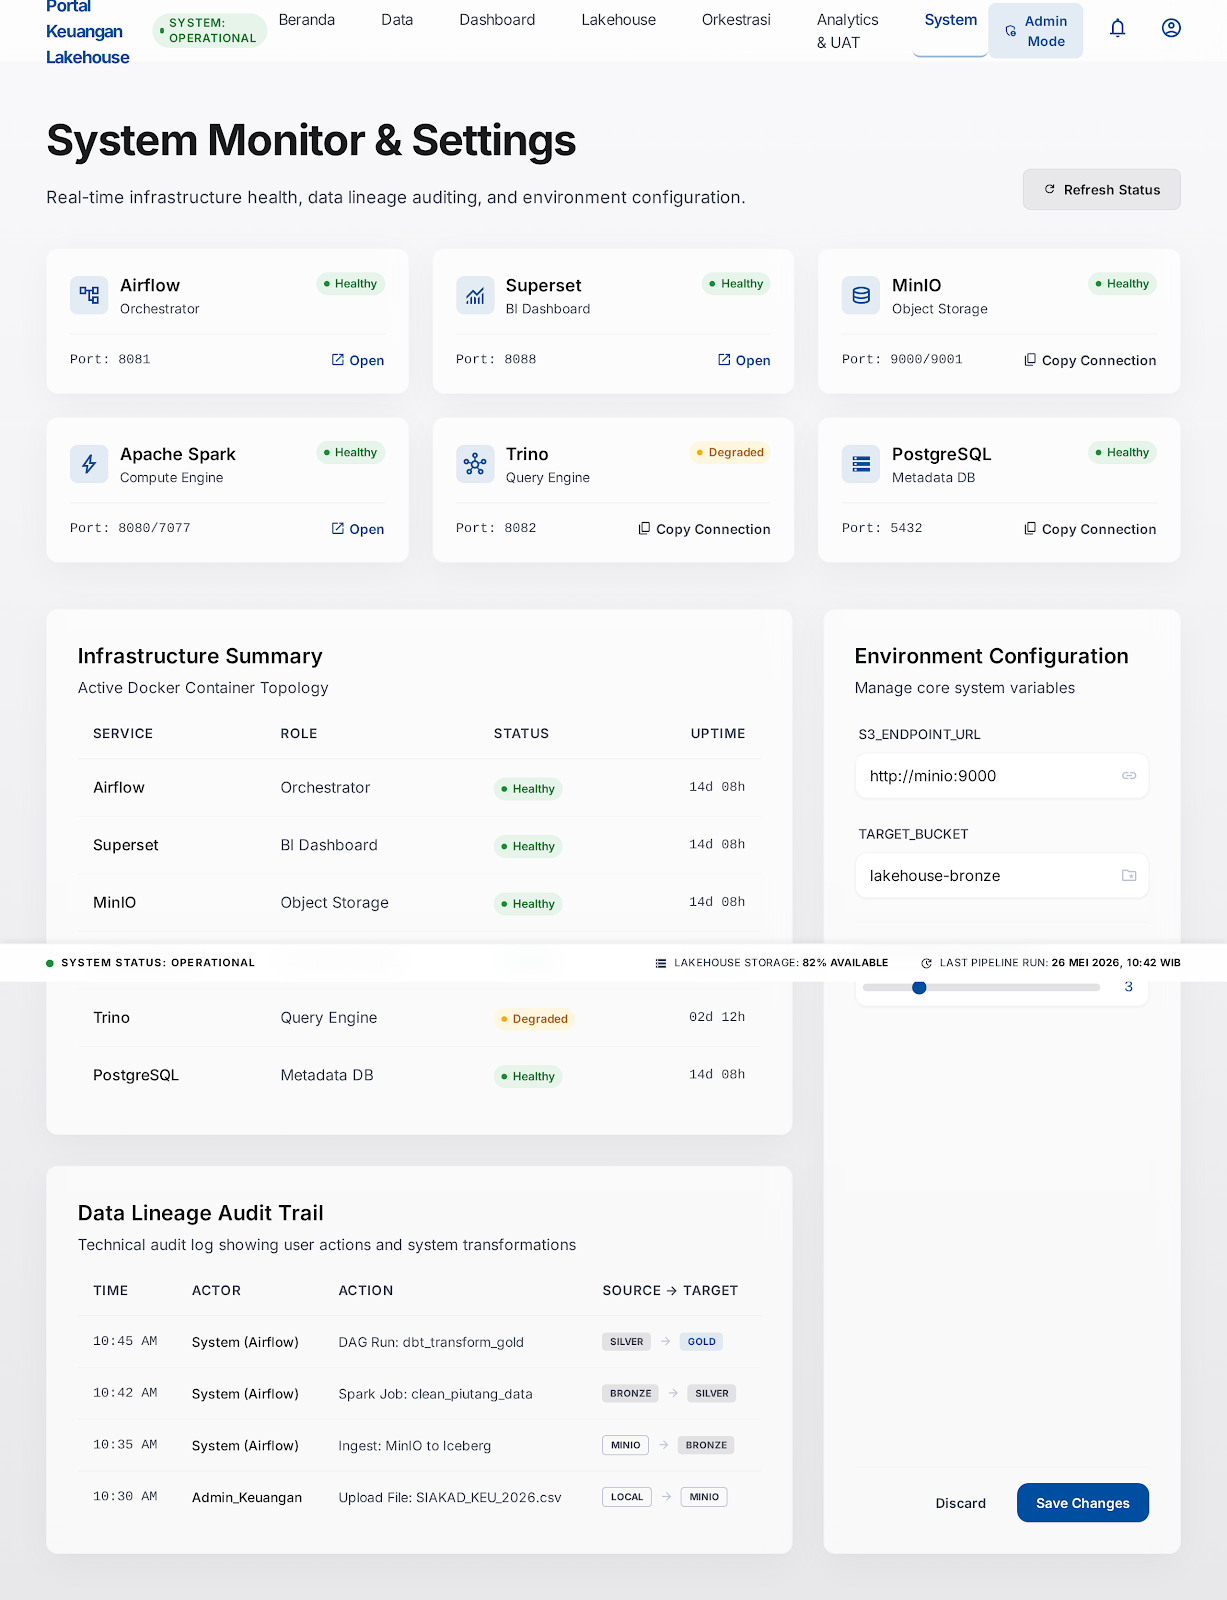 Portal
Keuangan
Lakehouse
SYSTEM:
OPERATIONAL
Beranda
Data
Dashboard
Lakehouse
Orkestrasi
Analytics
& UAT
System
Admin
Mode
System Monitor & Settings
Real-time infrastructure health, data lineage auditing, and environment configuration.
Refresh Status
Airflow
Orchestrator
Healthy
Port: 8081
Open
Superset
BI Dashboard
Healthy
Port: 8088
Open
MinIO
Object Storage
Healthy
Port: 9000/9001
Copy Connection
Apache Spark
Compute Engine
Healthy
Port: 8080/7077
Open
Trino
Query Engine
Degraded
Port: 8082
Copy Connection
PostgreSQL
Metadata DB
Healthy
Port: 5432
Copy Connection
Infrastructure Summary
Active Docker Container Topology
SERVICE ROLE STATUS UPTIME
Airflow Orchestrator Healthy 14d 08h
Superset BI Dashboard Healthy 14d 08h
MinIO Object Storage Healthy 14d 08h
Trino Query Engine Degraded 02d 12h
PostgreSQL Metadata DB Healthy 14d 08h
Environment Configuration
Manage core system variables
S3_ENDPOINT_URL
http://minio:9000
TARGET_BUCKET
lakehouse-bronze
3
SYSTEM STATUS: OPERATIONAL
LAKEHOUSE STORAGE: 82% AVAILABLE
LAST PIPELINE RUN: 26 MEI 2026, 10:42 WIB
Data Lineage Audit Trail
Technical audit log showing user actions and system transformations
TIME ACTOR ACTION SOURCE → TARGET
10:45 AM System (Airflow) DAG Run: dbt_transform_gold SILVER → GOLD
10:42 AM System (Airflow) Spark Job: clean_piutang_data BRONZE → SILVER
10:35 AM System (Airflow) Ingest: MinIO to Iceberg MINIO → BRONZE
10:30 AM Admin_Keuangan Upload File: SIAKAD_KEU_2026.csv LOCAL → MINIO
Discard
Save Changes